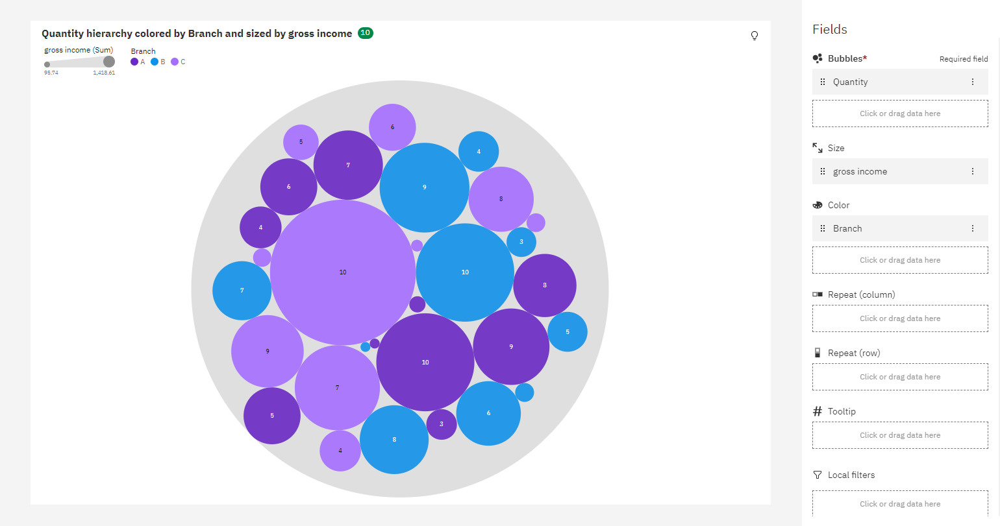 Quantity hierarchy colored by Branch and sized by gross income 10
gross income (Sum)
95.74 1,418.61
Branch
A B C
6
5
4
7
9
6
8
4
3
10
10
7
8
5
9
9
10
7
5
6
3
8
4
Fields
Bubbles* Required field
Quantity
Click or drag data here
Size
gross income
Color
Branch
Click or drag data here
Repeat (column)
Click or drag data here
Repeat (row)
Click or drag data here
Tooltip
Click or drag data here
Local filters
Click or drag data here